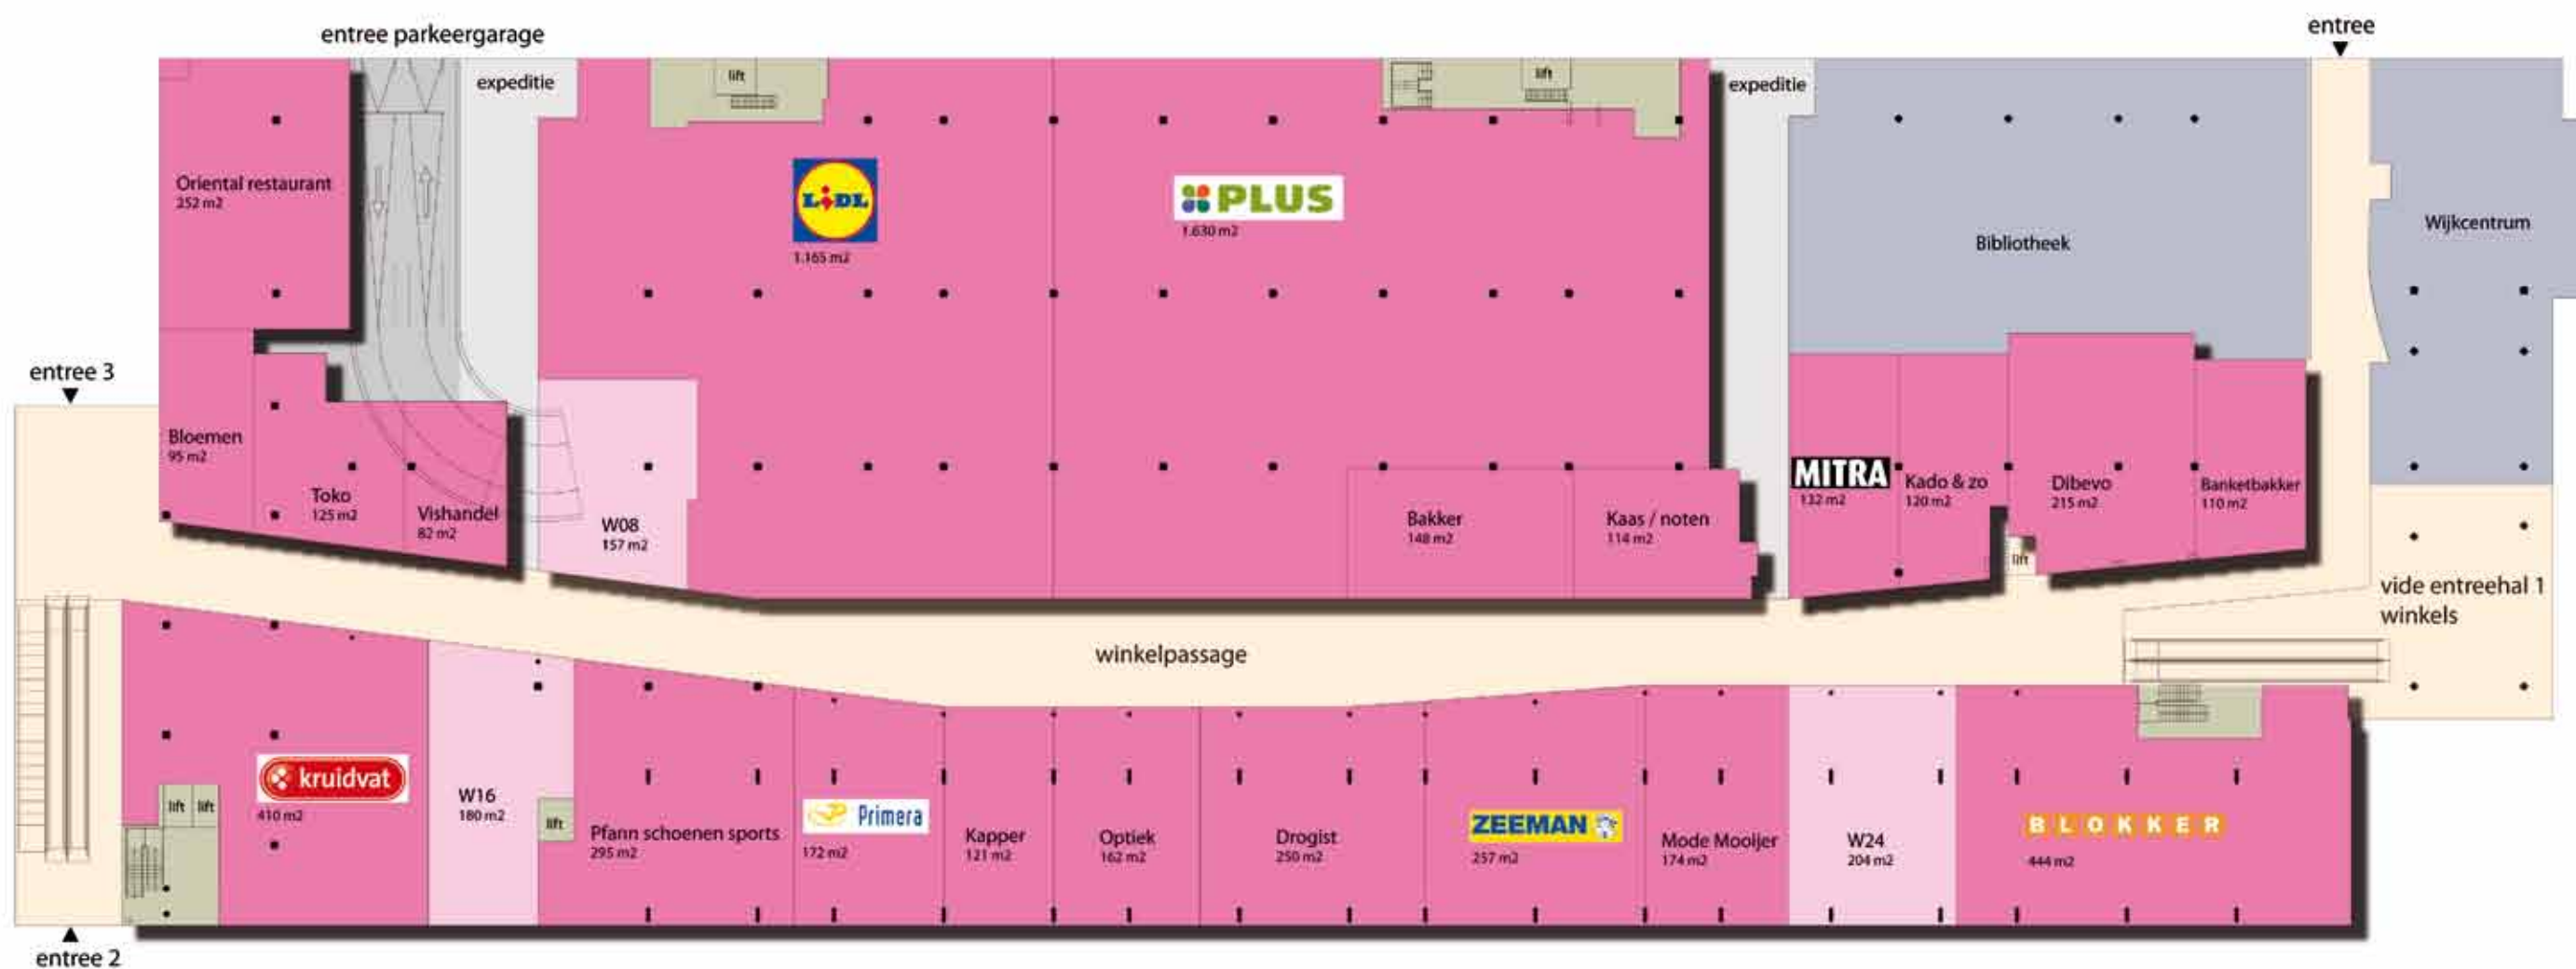 entree parkeergarage
entree
expeditie
lift
lift
expeditie
Oriental restaurant
252 m2
LiDL
1.165 m2
PLUS
1.630 m2
Bibliotheek
Wijkcentrum
entree 3
Bloemen
95 m2
Toko
125 m2
Vishandel
82 m2
W08
157 m2
Bakker
148 m2
Kaas / noten
114 m2
MITRA
132 m2
Kado & zo
120 m2
Dibevo
215 m2
Banketbakker
110 m2
lift
vide entreehal 1
winkels
winkelpassage
kruidvat
410 m2
lift
lift
W16
180 m2
lift
Pfann schoenen sports
295 m2
Primera
172 m2
Kapper
121 m2
Optiek
162 m2
Drogist
250 m2
ZEEMAN
257 m2
Mode Mooijer
174 m2
W24
204 m2
BLOKKER
444 m2
entree 2